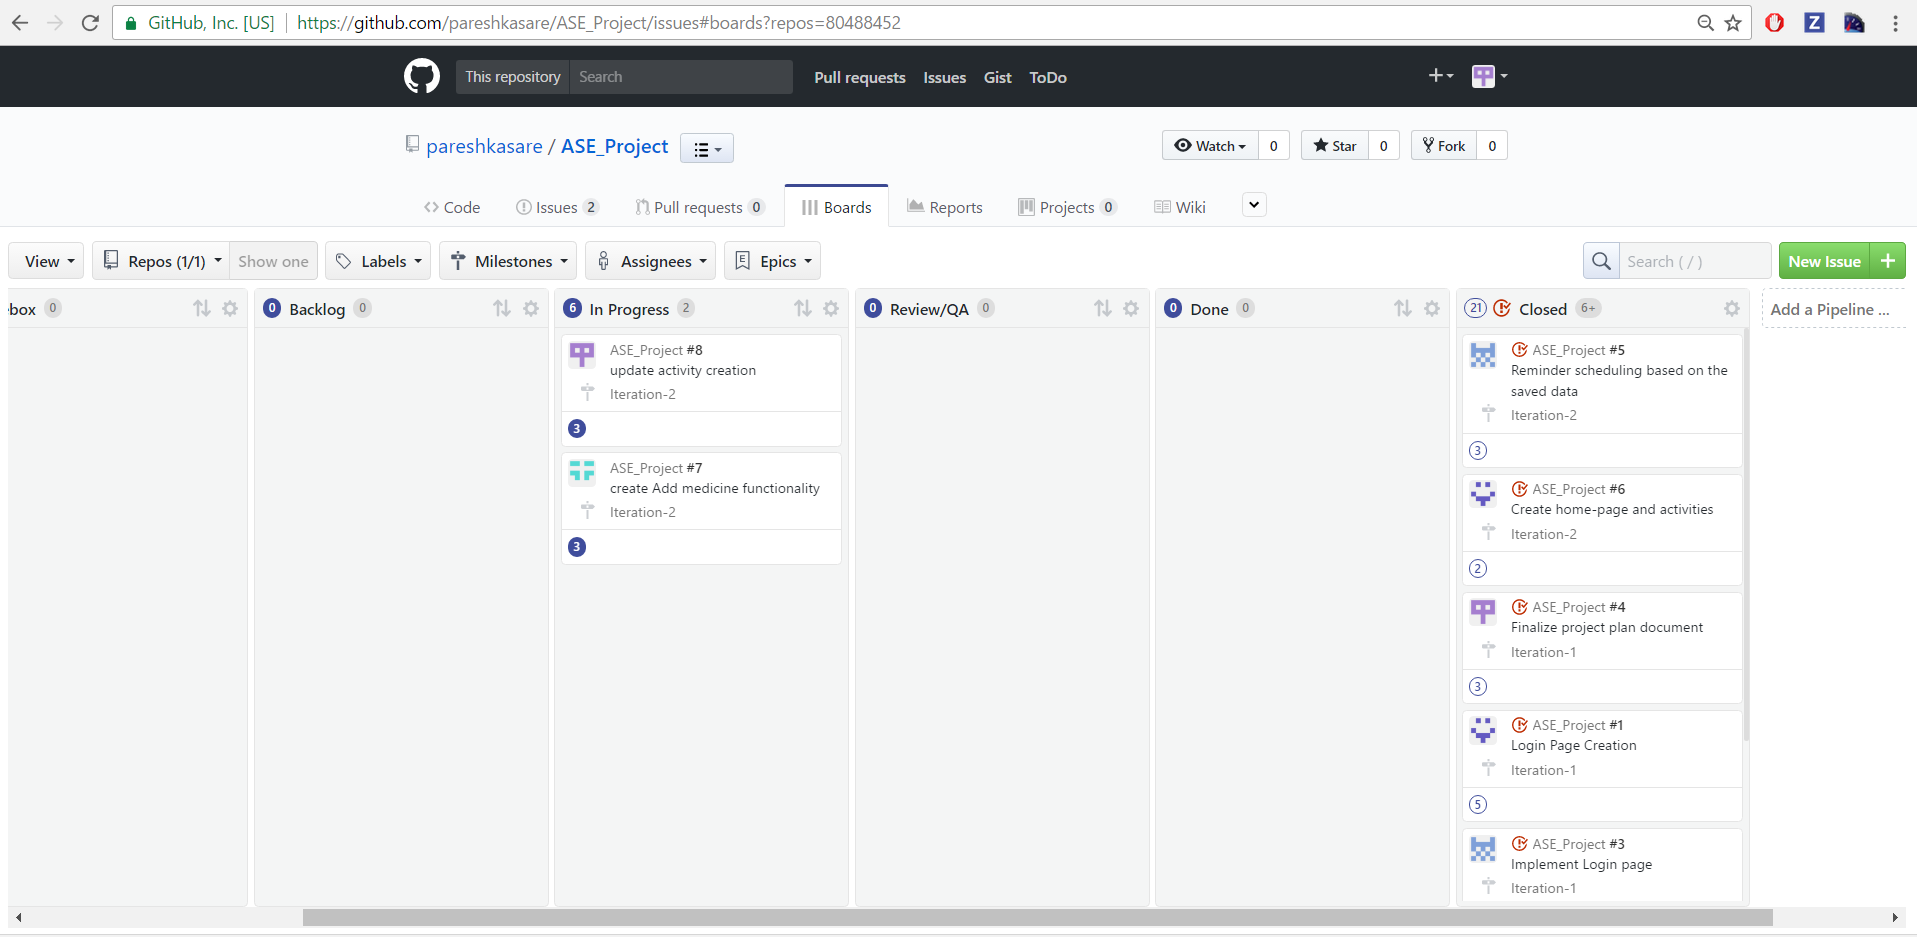 GitHub, Inc. [US] https://github.com/pareshkasare/ASE_Project/issues#boards?repos=80488452
This repository Search Pull requests Issues Gist ToDo
pareshkasare / ASE_Project
Watch 0 Star 0 Fork 0
Code Issues 2 Pull requests 0 Boards Reports Projects 0 Wiki
View Repos (1/1) Show one Labels Milestones Assignees E Epics Search ( / ) New Issue +
box 0
0 Backlog 0
6 In Progress 2
ASE_Project #8
update activity creation
Iteration-2
3
ASE_Project #7
create Add medicine functionality
Iteration-2
3
0 Review/QA 0
0 Done 0
21 Closed 6+
ASE_Project #5
Reminder scheduling based on the
saved data
Iteration-2
3
ASE_Project #6
Create home-page and activities
Iteration-2
2
ASE_Project #4
Finalize project plan document
Iteration-1
3
ASE_Project #1
Login Page Creation
Iteration-1
5
ASE_Project #3
Implement Login page
Iteration-1
Add a Pipeline ...
Z